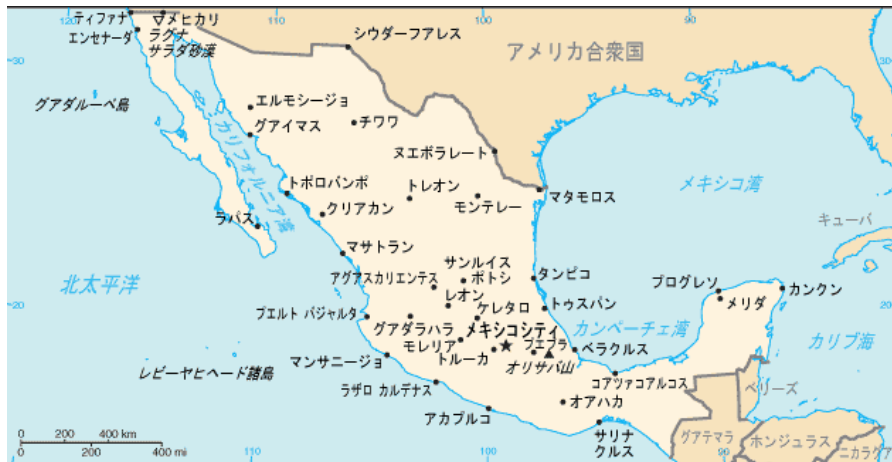 120
110
100
90
ティファナ
メヒカリ
エンセナーダ
ラグナ
サラダ砂漠
シウダーフアレス
アメリカ合衆国
30
30
グアダルーペ島
エルモシージョ
グアイマス
チワワ
ヌエボラレート
カリフォルニア湾
トポロバンポ
トレオン
モンテレー
マタモロス
メキシコ湾
クリアカン
ラパス
キューバ
マサトラン
サンルイス
ポトシ
アグアスカリエンテス
タンピコ
プログレソ
カンクン
メリダ
北太平洋
レオン
ケレタロ
トゥスパン
20
20
プエルト バジャルタ
グアダラハラ
メキシコシティ
カンペーチェ湾
モレリア
プエブラ
ベラクルス
カリブ海
マンサニージョ
トルーカ
オリサバ山
レビーヤヒヘード諸島
ラザロ カルデナス
コアツァコアルコス
ベリーズ
アカプルコ
オアハカ
サリナ
クルス
グアテマラ
ホンジュラス
ニカラグア
0 200 400 km
0 200 400 mi
110
100
90